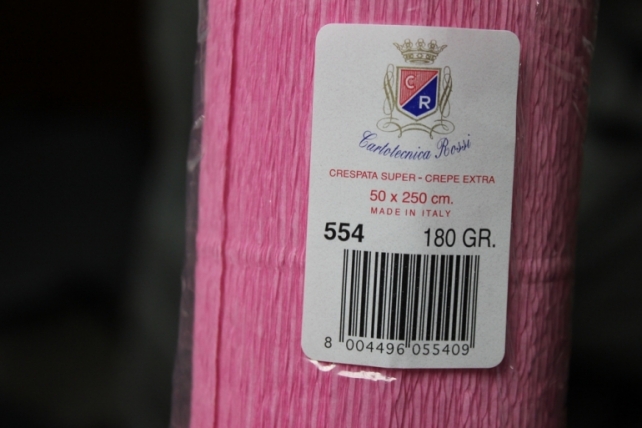 C
R
Cartotecnica Rossi
CRESPATA SUPER - CREPE EXTRA
50 x 250 cm.
MADE IN ITALY
554 180 GR.
8 004496 055409